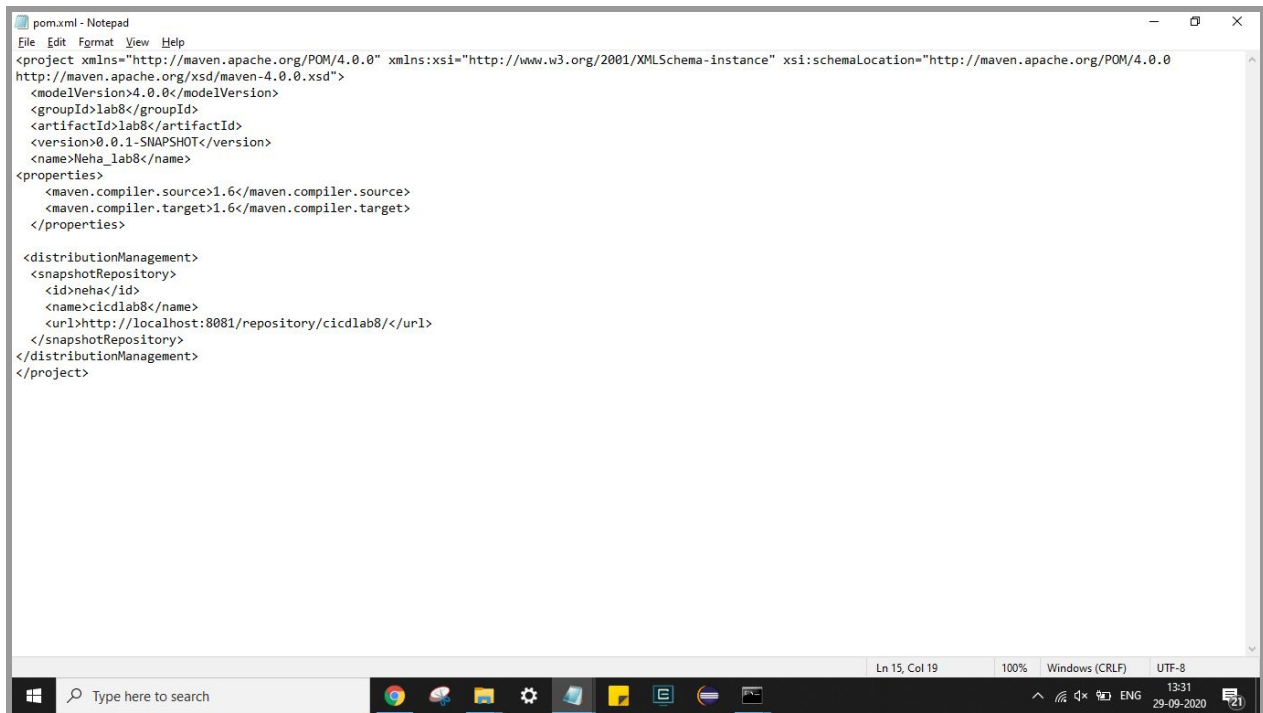 pom.xml - Notepad
File Edit Format View Help
<project xmlns="http://maven.apache.org/POM/4.0.0" xmlns:xsi="http://www.w3.org/2001/XMLSchema-instance" xsi:schemaLocation="http://maven.apache.org/POM/4.0.0
http://maven.apache.org/xsd/maven-4.0.0.xsd">
  <modelVersion>4.0.0</modelVersion>
  <groupId>lab8</groupId>
  <artifactId>lab8</artifactId>
  <version>0.0.1-SNAPSHOT</version>
  <name>Neha_lab8</name>
<properties>
    <maven.compiler.source>1.6</maven.compiler.source>
    <maven.compiler.target>1.6</maven.compiler.target>
  </properties>

 <distributionManagement>
  <snapshotRepository>
    <id>neha</id>
    <name>cicdlab8</name>
    <url>http://localhost:8081/repository/cicdlab8/</url>
  </snapshotRepository>
</distributionManagement>
</project>
Ln 15, Col 19 100% Windows (CRLF) UTF-8
Type here to search
ENG
13:31
29-09-2020
21